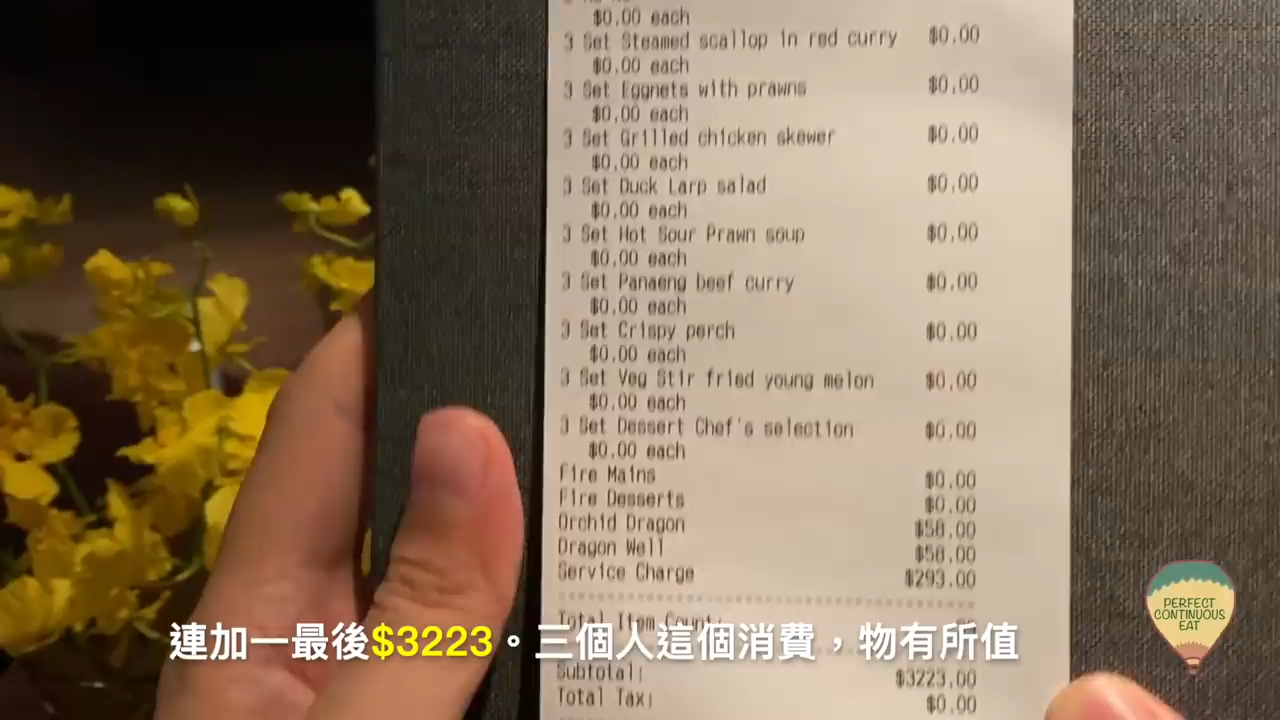 $0.00 each
3 Set Steamed scallop in red curry $0.00
$0.00 each
3 Set Eggnets with prawns $0.00
$0.00 each
3 Set Grilled chicken skewer $0.00
$0.00 each
3 Set Duck Larp salad $0.00
$0.00 each
3 Set Hot Sour Prawn soup $0.00
$0.00 each
3 Set Panaeng beef curry $0.00
$0.00 each
3 Set Crispy perch $0.00
$0.00 each
3 Set Veg Stir fried young melon $0.00
$0.00 each
3 Set Dessert Chef's selection $0.00
$0.00 each
Fire Mains $0.00
Fire Desserts $0.00
Orchid Dragon $58.00
Dragon Well $58.00
Service Charge $293.00
Total Item Count:
連加一最後$3223。三個人這個消費，物有所值
Subtotal: $3223.00
Total Tax: $0.00
PERFECT
CONTINUOUS
EAT